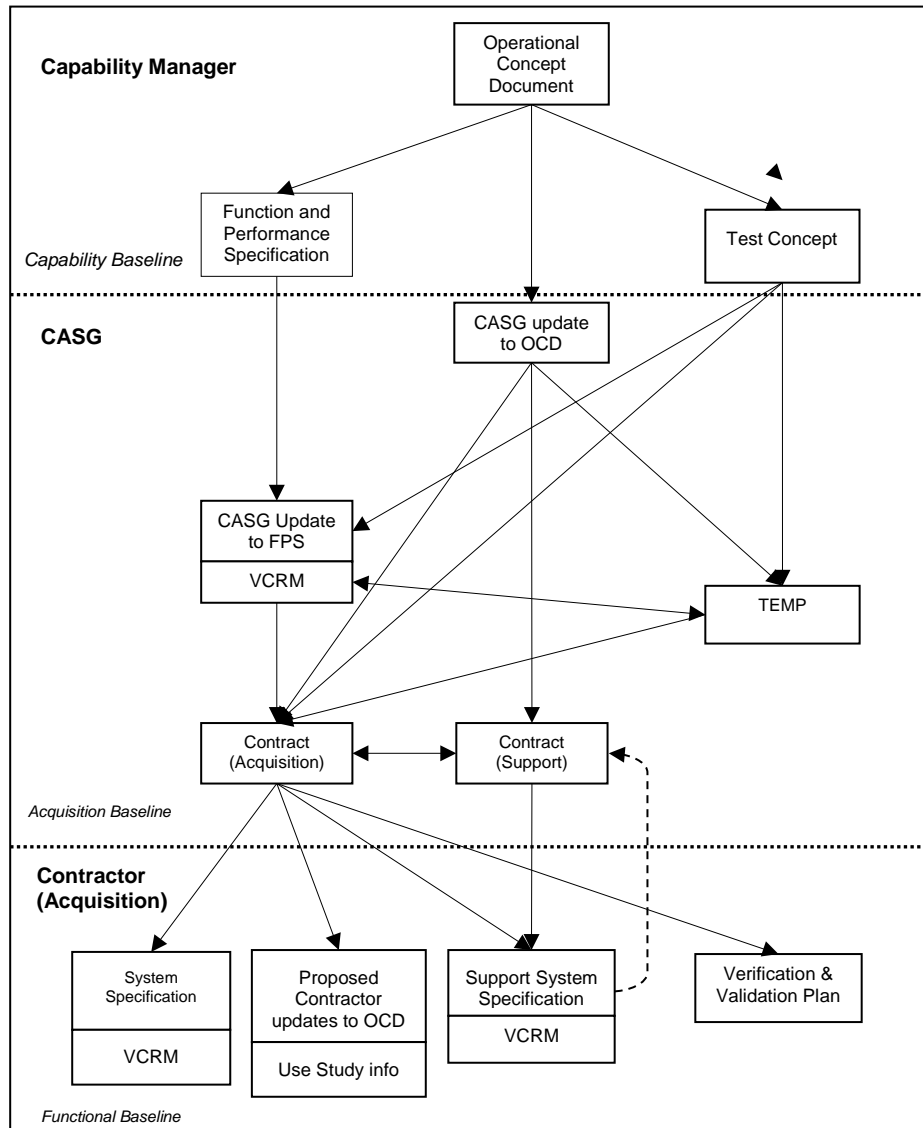 Capability Manager
Operational
Concept
Document
Function and
Performance
Specification
Test Concept
Capability Baseline
CASG
CASG update
to OCD
CASG Update
to FPS
VCRM
TEMP
Contract
(Acquisition)
Contract
(Support)
Acquisition Baseline
Contractor
(Acquisition)
System
Specification
VCRM
Proposed
Contractor
updates to OCD
Use Study info
Support System
Specification
VCRM
Verification &
Validation Plan
Functional Baseline